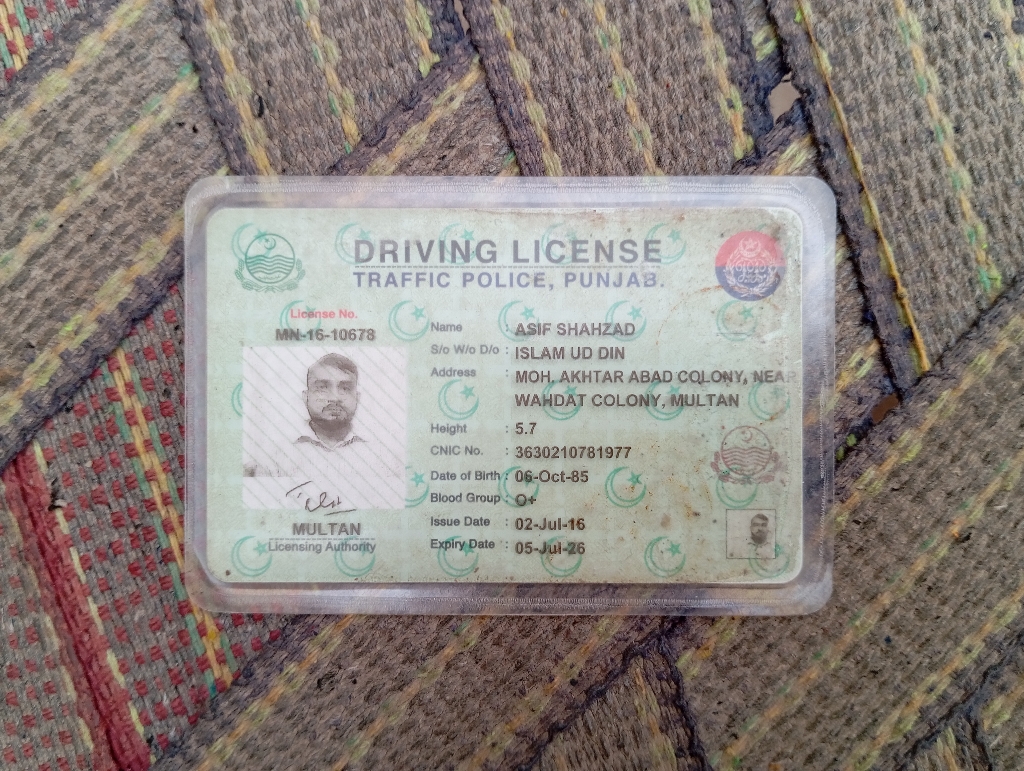 DRIVING LICENSE
TRAFFIC POLICE, PUNJAB.
License No.
MN-16-10678
Name : ASIF SHAHZAD
S/o W/o D/o : ISLAM UD DIN
Address : MOH. AKHTAR ABAD COLONY, NEAR
WAHDAT COLONY, MULTAN
Height : 5.7
CNIC No. : 3630210781977
Date of Birth : 06-Oct-85
Blood Group : O+
Issue Date : 02-Jul-16
Expiry Date : 05-Jul-26
MULTAN
Licensing Authority